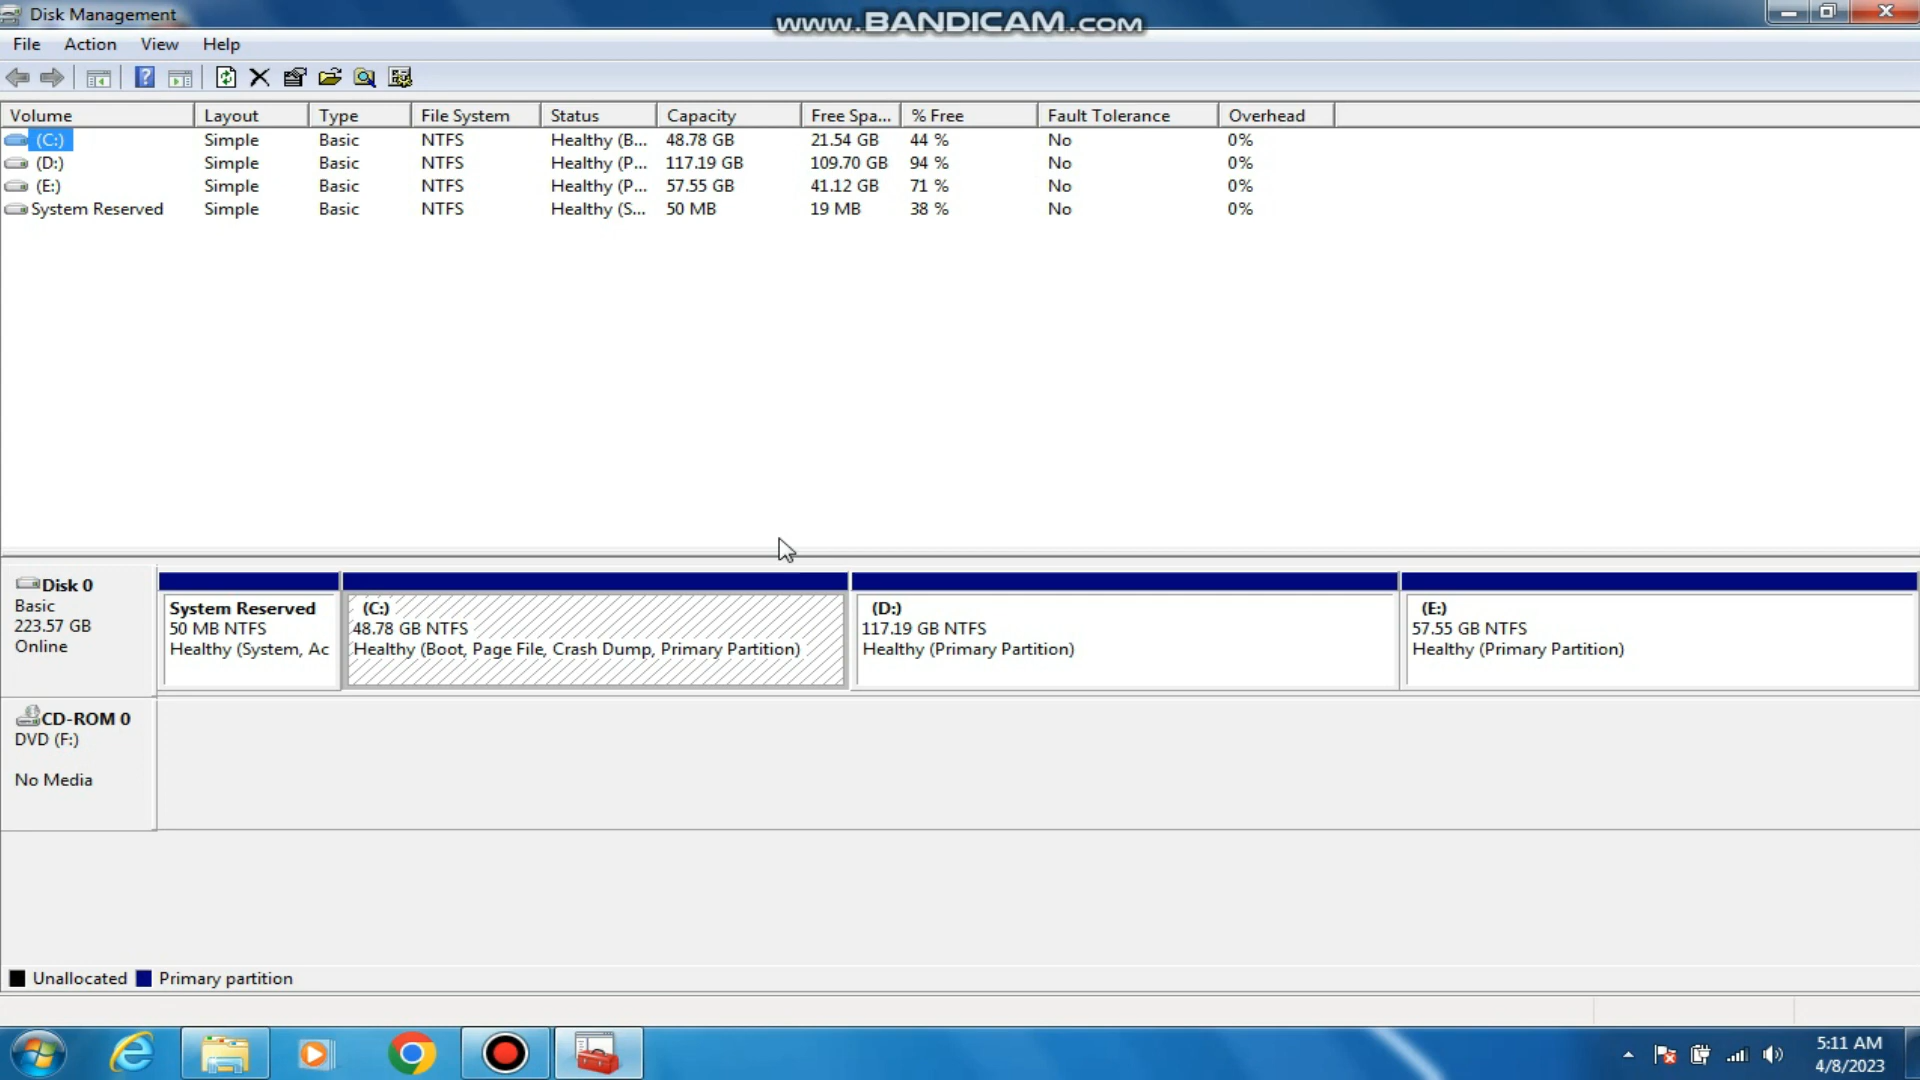 Disk Management
www.BANDICAM.com
File Action View Help
Volume Layout Type File System Status Capacity Free Spa... % Free Fault Tolerance Overhead
(C:) Simple Basic NTFS Healthy (B... 48.78 GB 21.54 GB 44 % No 0%
(D:) Simple Basic NTFS Healthy (P... 117.19 GB 109.70 GB 94 % No 0%
(E:) Simple Basic NTFS Healthy (P... 57.55 GB 41.12 GB 71 % No 0%
System Reserved Simple Basic NTFS Healthy (S... 50 MB 19 MB 38 % No 0%
Disk 0
Basic
223.57 GB
Online
System Reserved
50 MB NTFS
Healthy (System, Ac
(C:)
48.78 GB NTFS
Healthy (Boot, Page File, Crash Dump, Primary Partition)
(D:)
117.19 GB NTFS
Healthy (Primary Partition)
(E:)
57.55 GB NTFS
Healthy (Primary Partition)
CD-ROM 0
DVD (F:)
No Media
Unallocated Primary partition
5:11 AM
4/8/2023